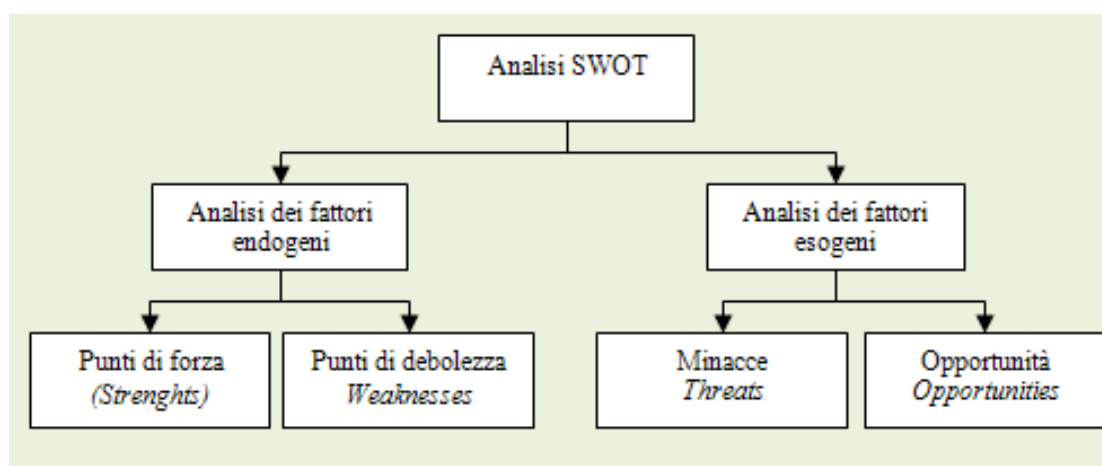 Analisi SWOT
Analisi dei fattori
endogeni
Analisi dei fattori
esogeni
Punti di forza
(Strenghts)
Punti di debolezza
Weaknesses
Minacce
Threats
Opportunità
Opportunities